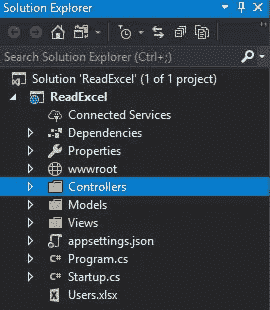 Solution Explorer
Search Solution Explorer (Ctrl+;)
Solution 'ReadExcel' (1 of 1 project)
ReadExcel
Connected Services
Dependencies
Properties
wwwroot
Controllers
Models
Views
appsettings.json
C# Program.cs
C# Startup.cs
Users.xlsx